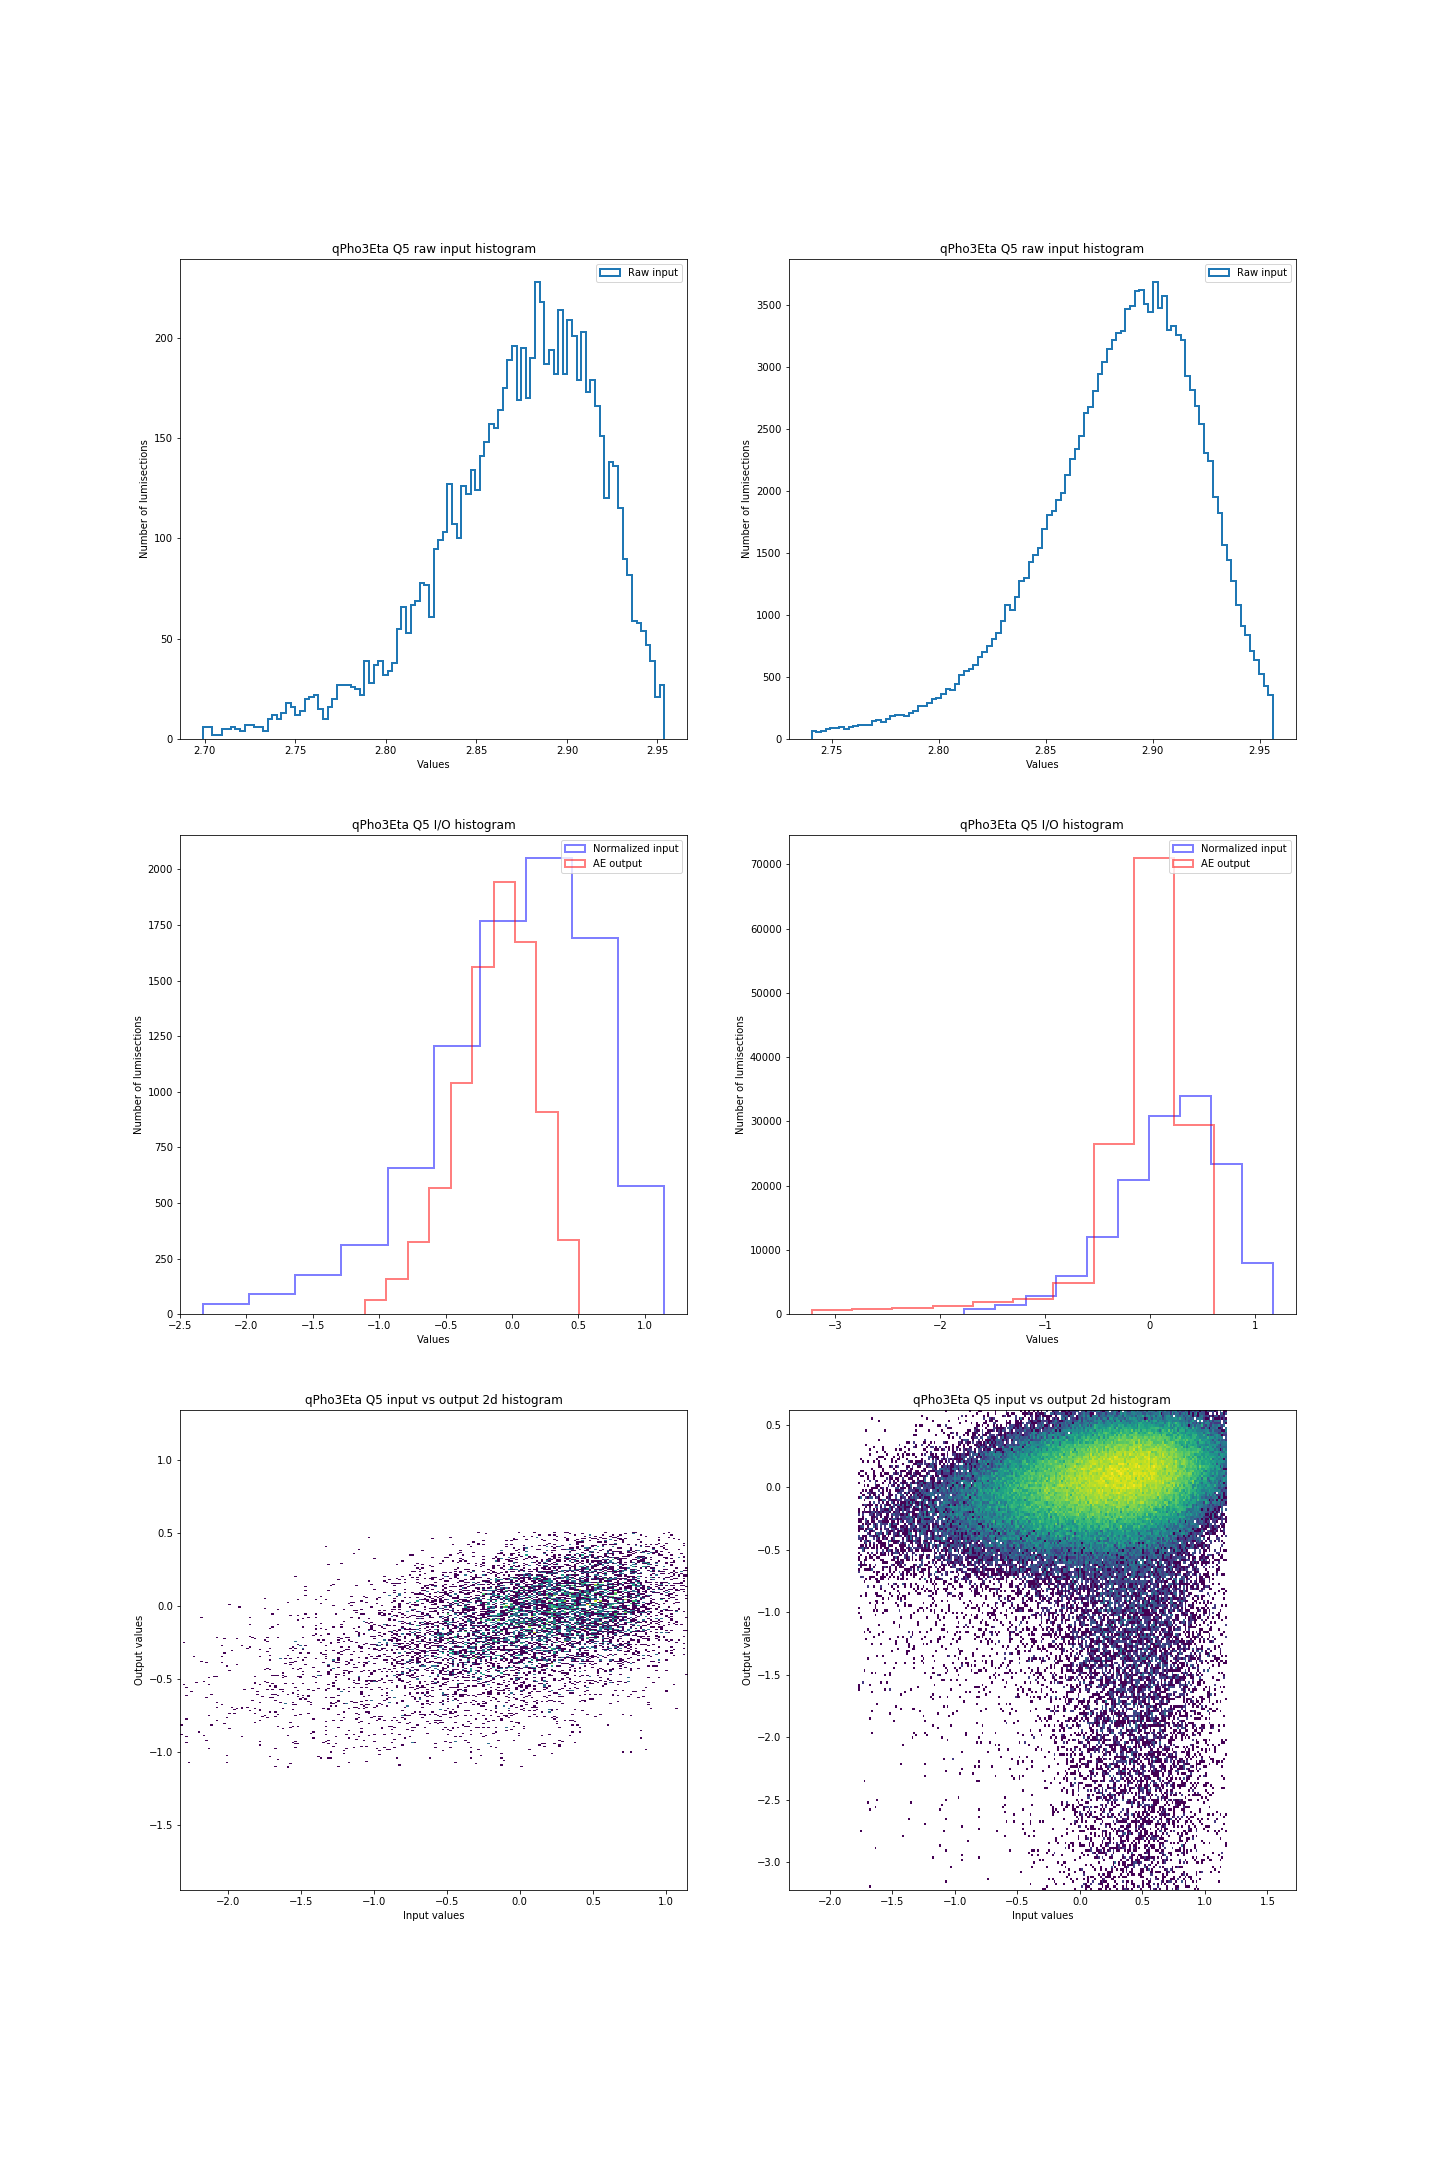 qPho3Eta Q5 raw input histogram
Raw input
200
150
100
50
0
Number of lumisections
2.70 2.75 2.80 2.85 2.90 2.95
Values
qPho3Eta Q5 raw input histogram
Raw input
3500
3000
2500
2000
1500
1000
500
0
Number of lumisections
2.75 2.80 2.85 2.90 2.95
Values
qPho3Eta Q5 I/O histogram
Normalized input
AE output
2000
1750
1500
1250
1000
750
500
250
0
Number of lumisections
−2.5 −2.0 −1.5 −1.0 −0.5 0.0 0.5 1.0
Values
qPho3Eta Q5 I/O histogram
Normalized input
AE output
70000
60000
50000
40000
30000
20000
10000
0
Number of lumisections
−3 −2 −1 0 1
Values
qPho3Eta Q5 input vs output 2d histogram
1.0
0.5
0.0
−0.5
−1.0
−1.5
Output values
−2.0 −1.5 −1.0 −0.5 0.0 0.5 1.0
Input values
qPho3Eta Q5 input vs output 2d histogram
0.5
0.0
−0.5
−1.0
−1.5
−2.0
−2.5
−3.0
Output values
−2.0 −1.5 −1.0 −0.5 0.0 0.5 1.0 1.5
Input values